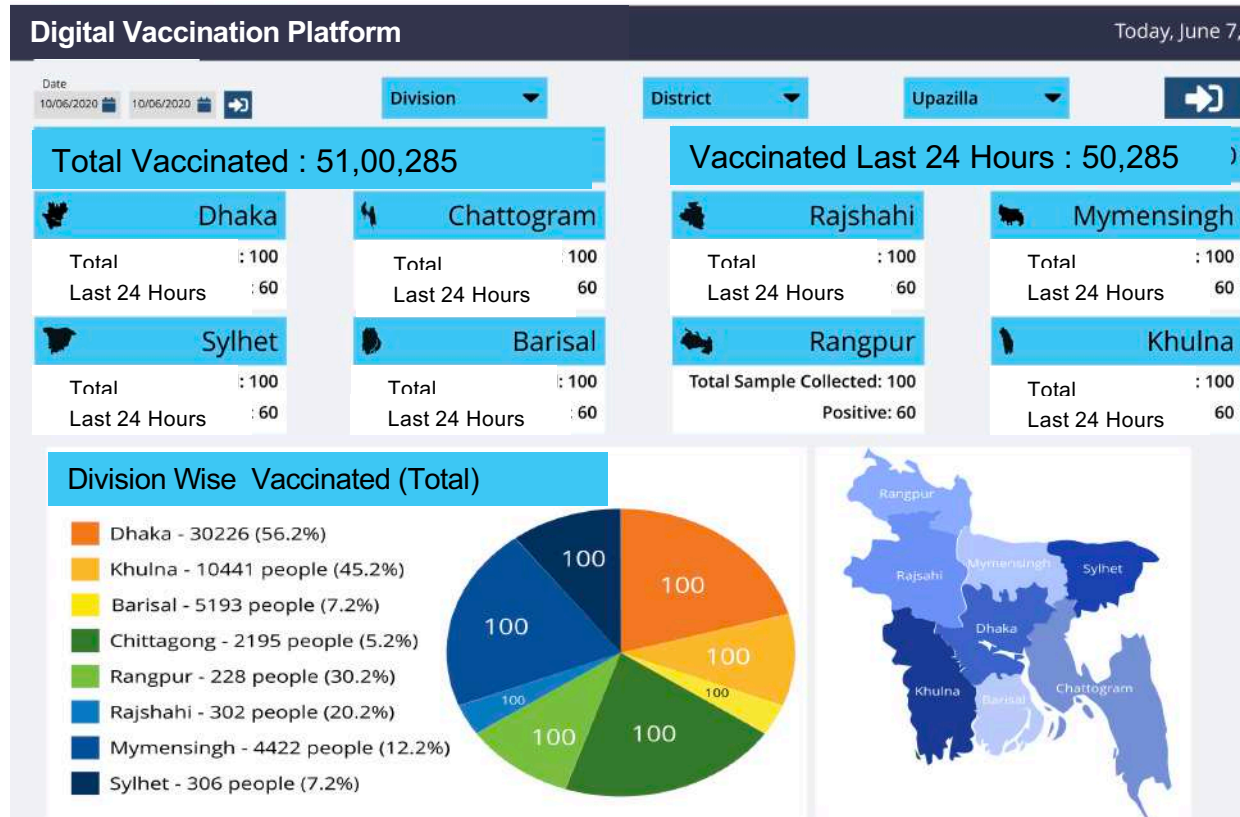 Digital Vaccination Platform
Today, June 7,
Date
10/06/2020 10/06/2020
Division
District
Upazilla
Total Vaccinated : 51,00,285
Vaccinated Last 24 Hours : 50,285
Dhaka
Total : 100
Last 24 Hours : 60
Chattogram
Total 100
Last 24 Hours 60
Rajshahi
Total : 100
Last 24 Hours : 60
Mymensingh
Total : 100
Last 24 Hours 60
Sylhet
Total : 100
Last 24 Hours : 60
Barisal
Total : 100
Last 24 Hours : 60
Rangpur
Total Sample Collected: 100
Positive: 60
Khulna
Total : 100
Last 24 Hours 60
Division Wise Vaccinated (Total)
Dhaka - 30226 (56.2%)
Khulna - 10441 people (45.2%)
Barisal - 5193 people (7.2%)
Chittagong - 2195 people (5.2%)
Rangpur - 228 people (30.2%)
Rajshahi - 302 people (20.2%)
Mymensingh - 4422 people (12.2%)
Sylhet - 306 people (7.2%)
100
100
100
100
100
100
100
100
Rangpur
Rajsahi
Mymensingh
Sylhet
Dhaka
Khulna
Barisal
Chattogram